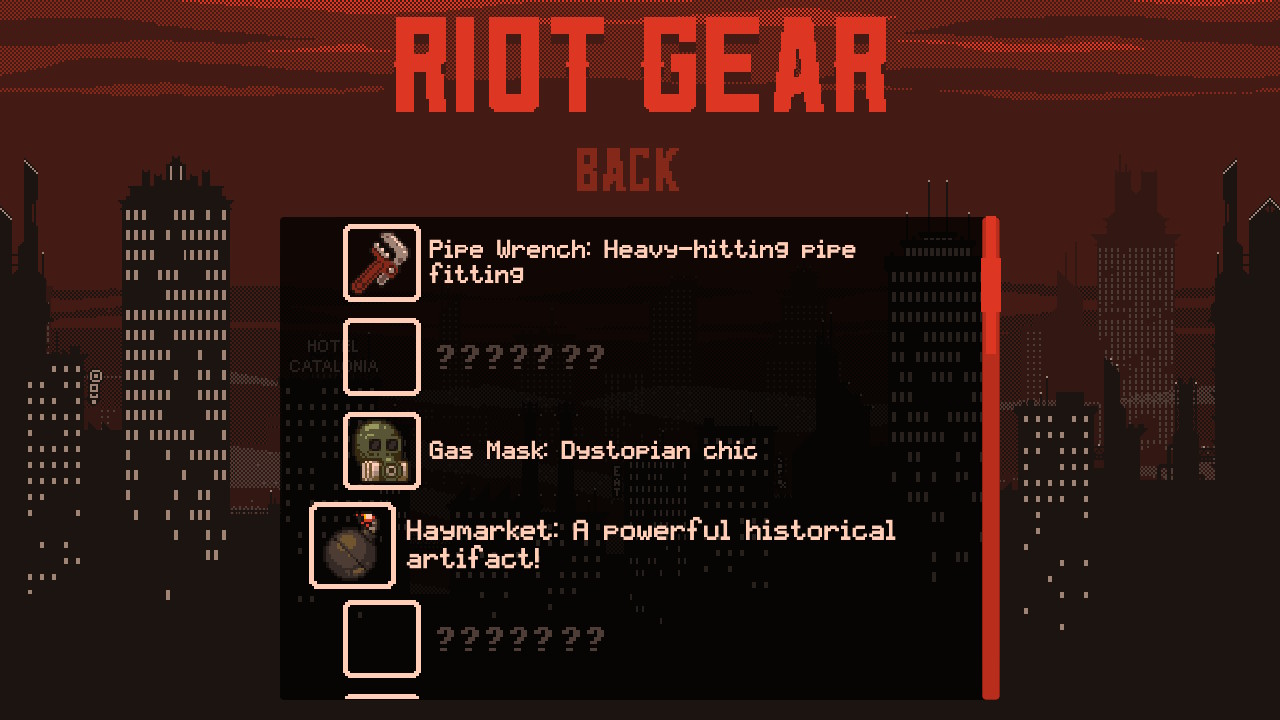 RIOT GEAR
BACK
Pipe Wrench: Heavy-hitting pipe
fitting
HOTEL
CATALONIA
???????
Gas Mask: Dystopian chic
EAT
Haymarket: A powerful historical
artifact!
???????